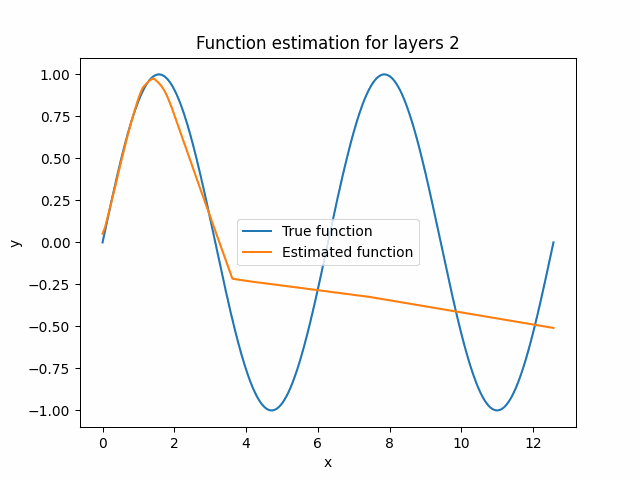 Function estimation for layers 2
1.00
0.75
0.50
0.25
0.00
−0.25
−0.50
−0.75
−1.00
y
True function
Estimated function
0 2 4 6 8 10 12
x